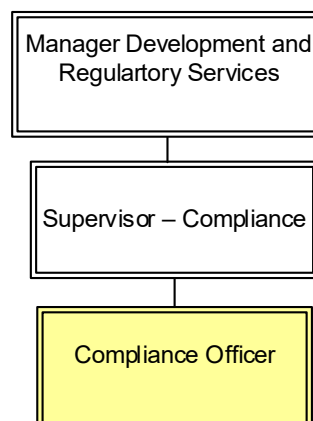 Manager Development and
Regulartory Services
Supervisor – Compliance
Compliance Officer